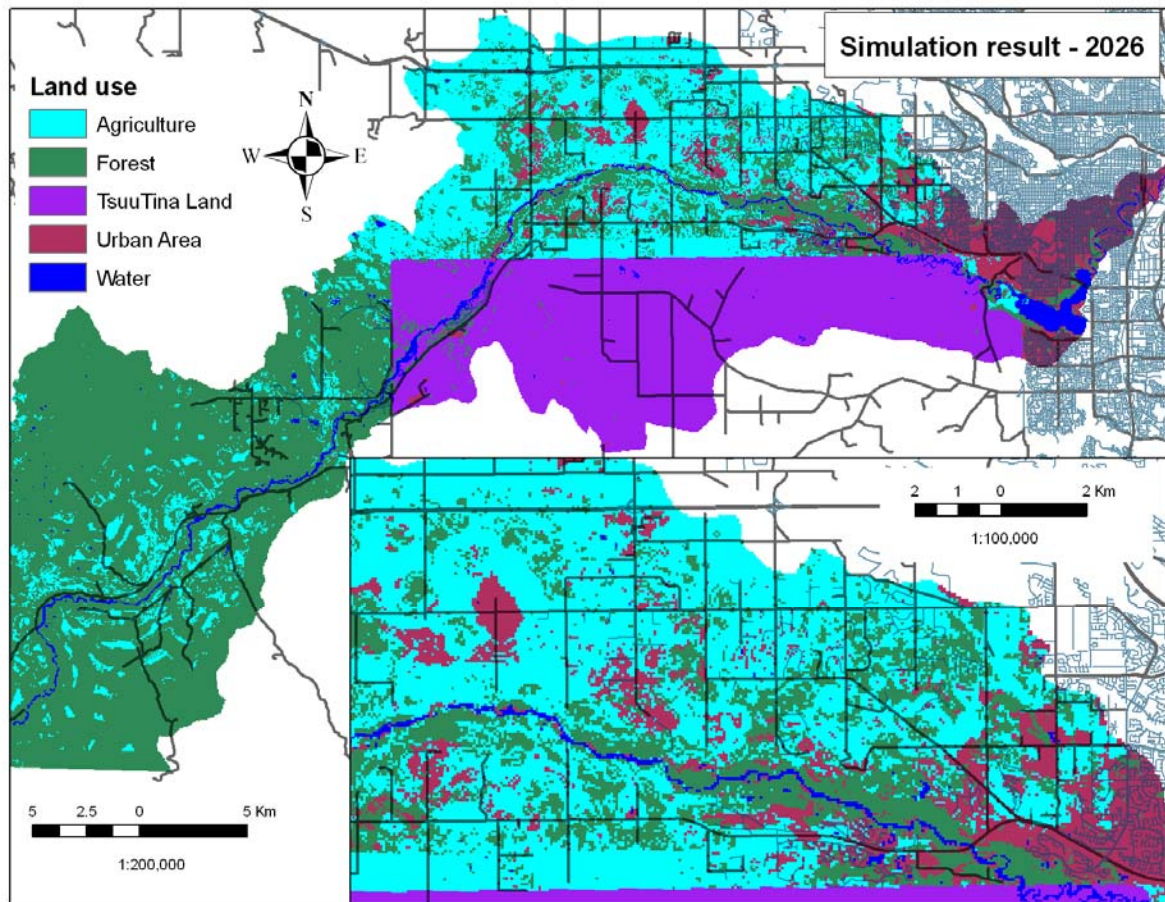 Simulation result - 2026
Land use
Agriculture
Forest
TsuuTina Land
Urban Area
Water
N
W E
S
2 1 0 2 Km
1:100,000
5 2.5 0 5 Km
1:200,000